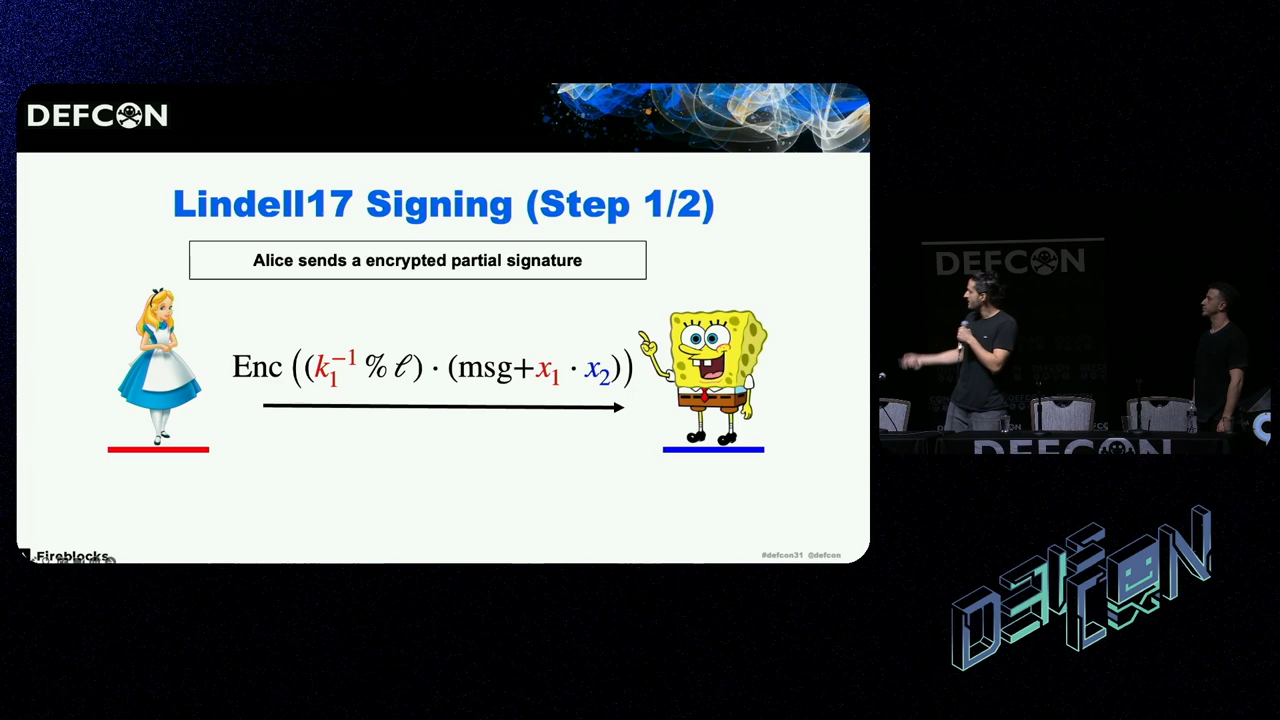 DEFCON
Lindell17 Signing (Step 1/2)
Alice sends a encrypted partial signature
Enc ((k₁⁻¹ % ℓ) · (msg+x₁ · x₂))
Fireblocks
#defcon31 @defcon
DEFCON
DEFCON
DEFCON